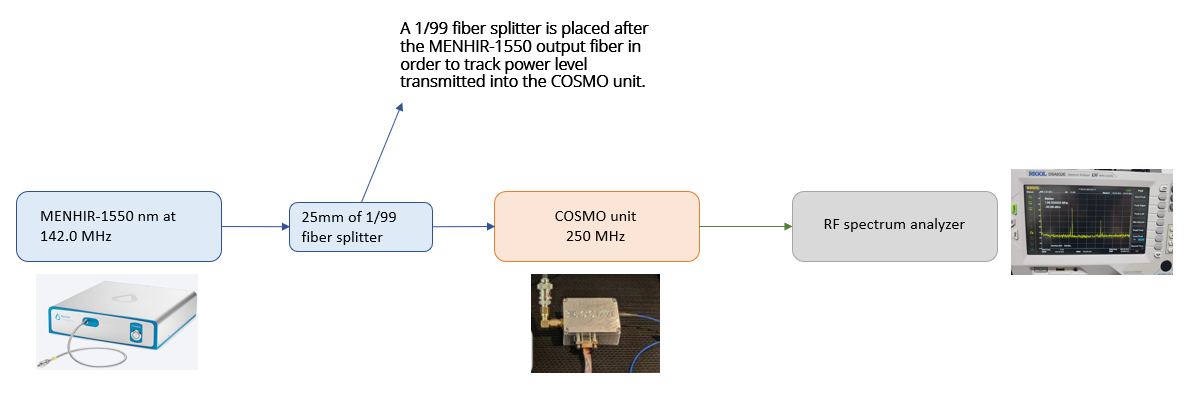 A 1/99 fiber splitter is placed after
the MENHIR-1550 output fiber in
order to track power level
transmitted into the COSMO unit.
MENHIR-1550 nm at
142.0 MHz
25mm of 1/99
fiber splitter
COSMO unit
250 MHz
RF spectrum analyzer
RIGOL